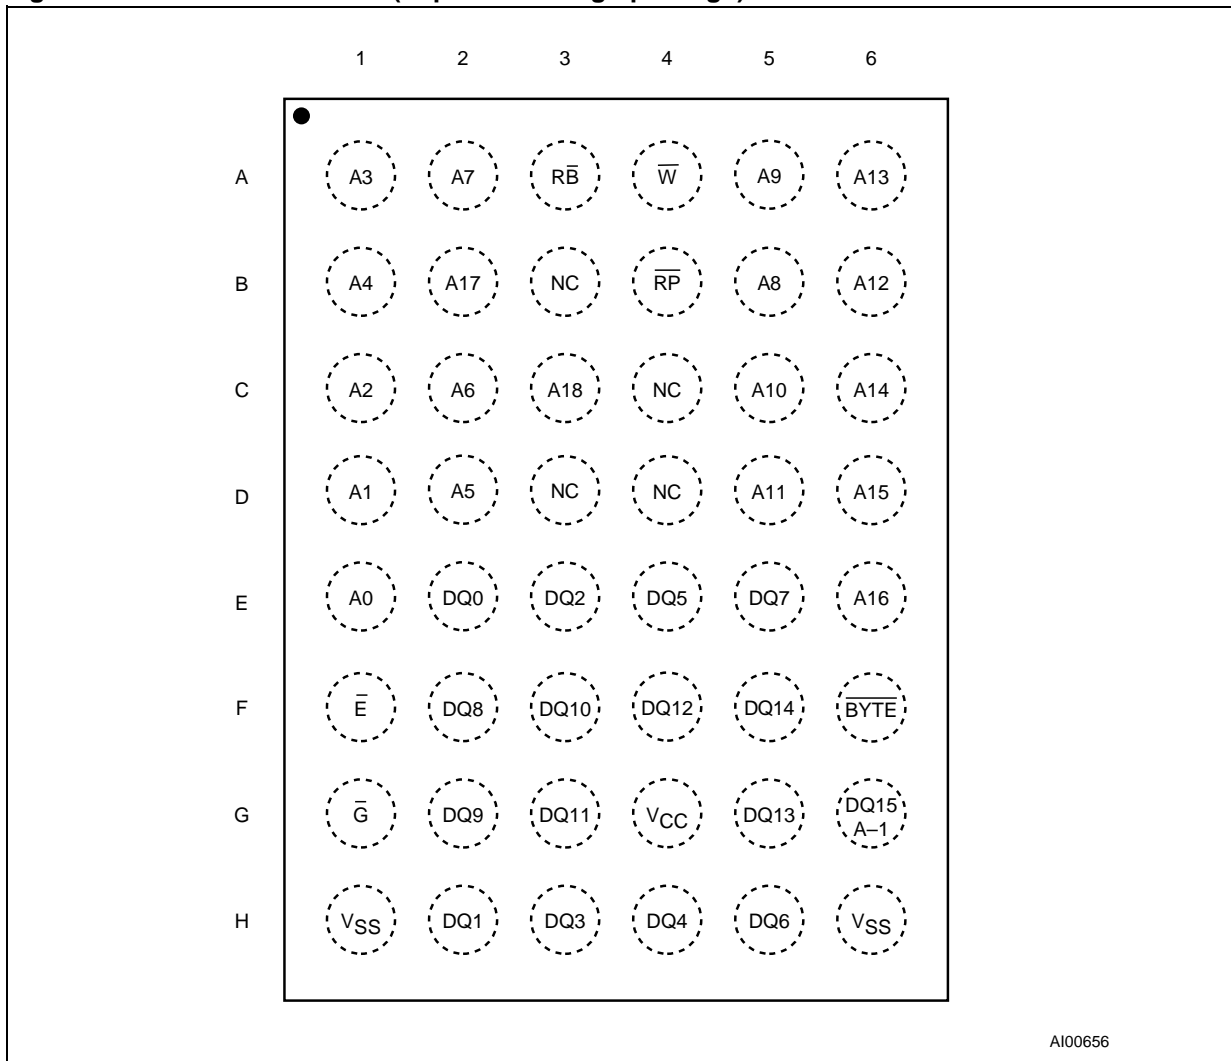 1 2 3 4 5 6
A A3 A7 RB̅ W̅ A9 A13
B A4 A17 NC R̅P̅ A8 A12
C A2 A6 A18 NC A10 A14
D A1 A5 NC NC A11 A15
E A0 DQ0 DQ2 DQ5 DQ7 A16
F E̅ DQ8 DQ10 DQ12 DQ14 B̅Y̅T̅E̅
G G̅ DQ9 DQ11 VCC DQ13 DQ15
A–1
H VSS DQ1 DQ3 DQ4 DQ6 VSS
AI00656